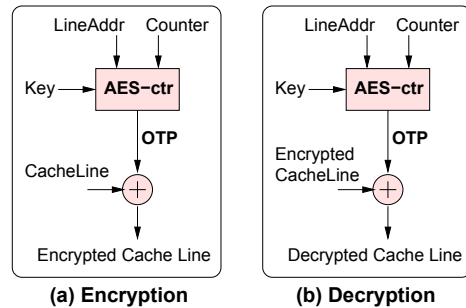 LineAddr Counter
Key
AES-ctr
OTP
CacheLine
+
Encrypted Cache Line
(a) Encryption
LineAddr Counter
Key
AES-ctr
OTP
Encrypted
CacheLine
+
Decrypted Cache Line
(b) Decryption